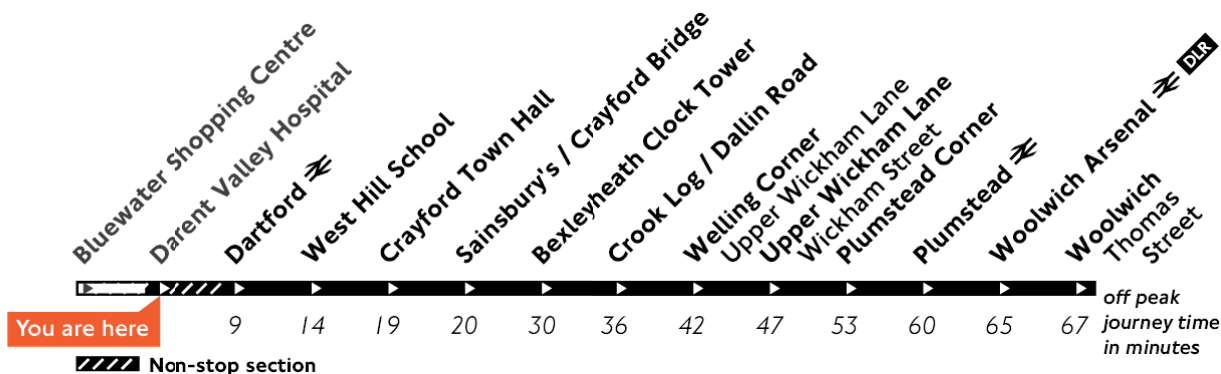 Bluewater Shopping Centre
Darent Valley Hospital
Dartford
West Hill School
Crayford Town Hall
Sainsbury's / Crayford Bridge
Bexleyheath Clock Tower
Crook Log / Dallin Road
Welling Corner
Upper Wickham Lane
Upper Wickham Lane
Wickham Street
Plumstead Corner
Plumstead
Woolwich Arsenal DLR
Woolwich
Thomas
Street
You are here
9 14 19 20 30 36 42 47 53 60 65 67
off peak
journey time
in minutes
Non-stop section